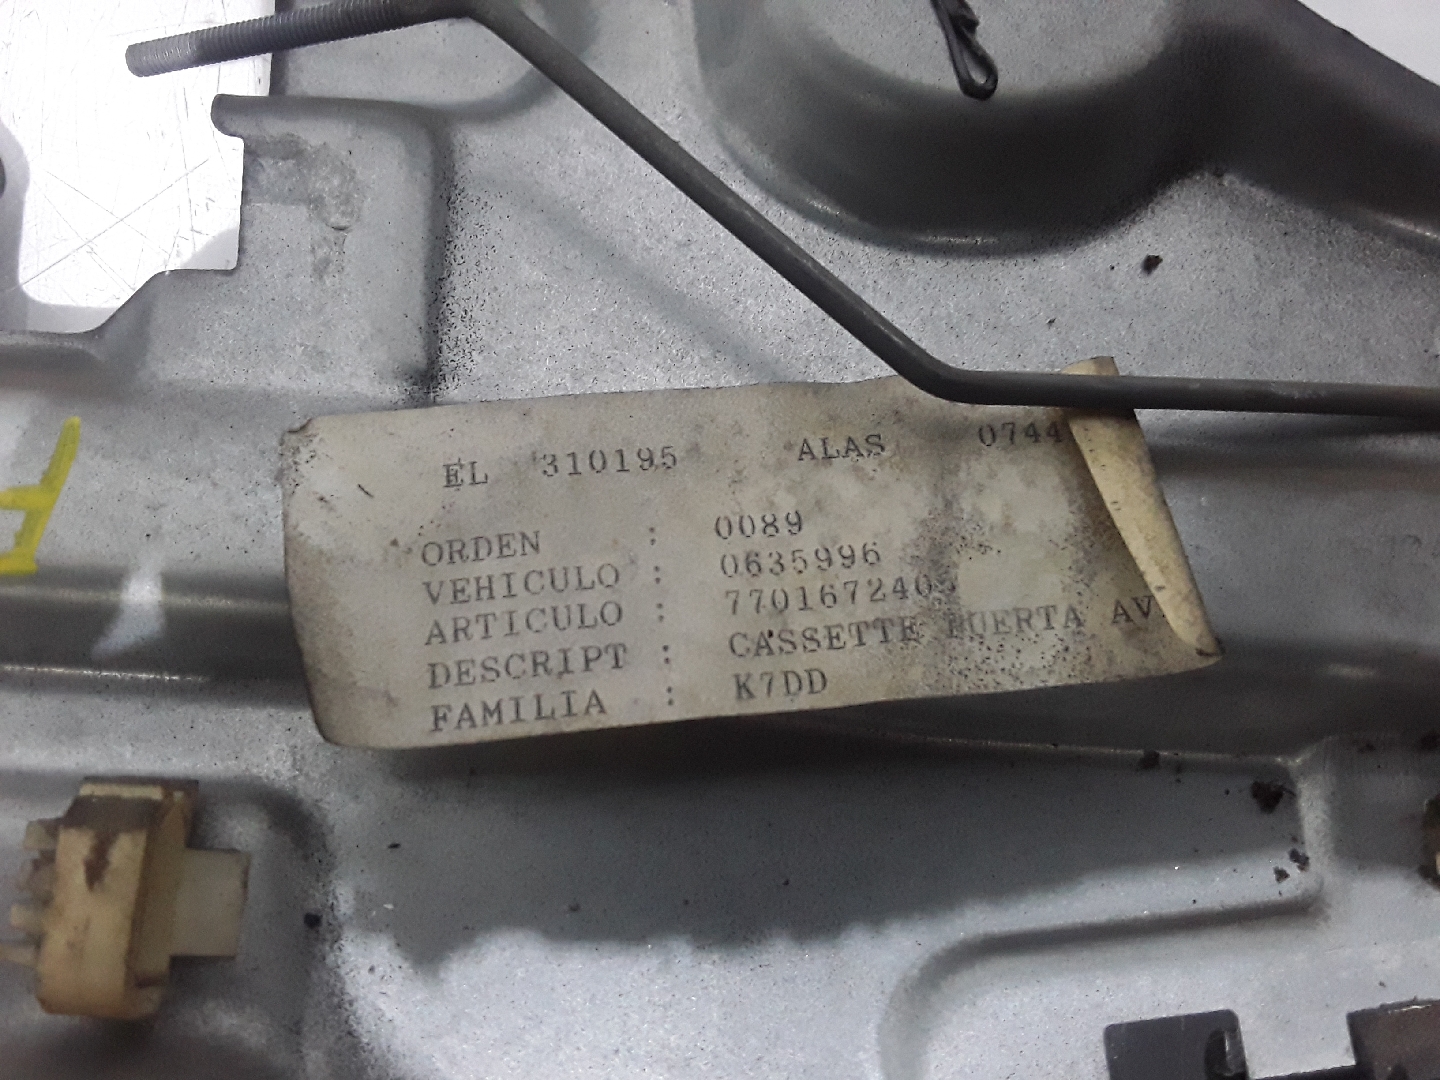 EL 310195 ALAS 0744
ORDEN : 0089
VEHICULO : 0635996
ARTICULO : 770167240
DESCRIPT : CASSETTE PUERTA AV
FAMILIA : K7DD